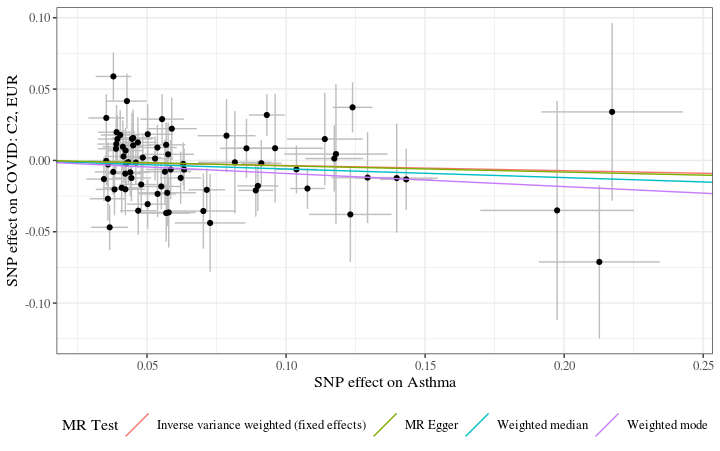 0.10
0.05
0.00
-0.05
-0.10
SNP effect on COVID: C2, EUR
0.05 0.10 0.15 0.20 0.25
SNP effect on Asthma
MR Test Inverse variance weighted (fixed effects) MR Egger Weighted median Weighted mode